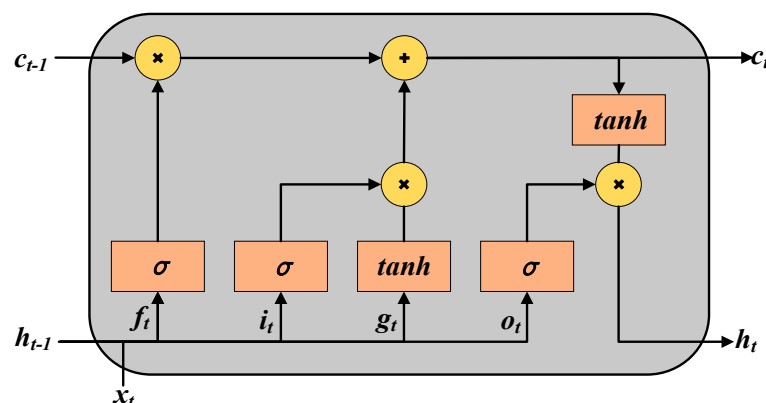 c_{t-1} × + c_t
tanh
× ×
σ σ tanh σ
f_t i_t g_t o_t
h_{t-1} h_t
x_t